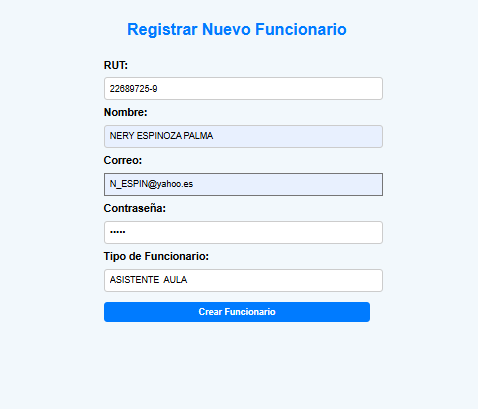 Registrar Nuevo Funcionario
RUT:
22689725-9
Nombre:
NERY ESPINOZA PALMA
Correo:
N_ESPIN@yahoo.es
Contraseña:
•••••
Tipo de Funcionario:
ASISTENTE AULA
Crear Funcionario